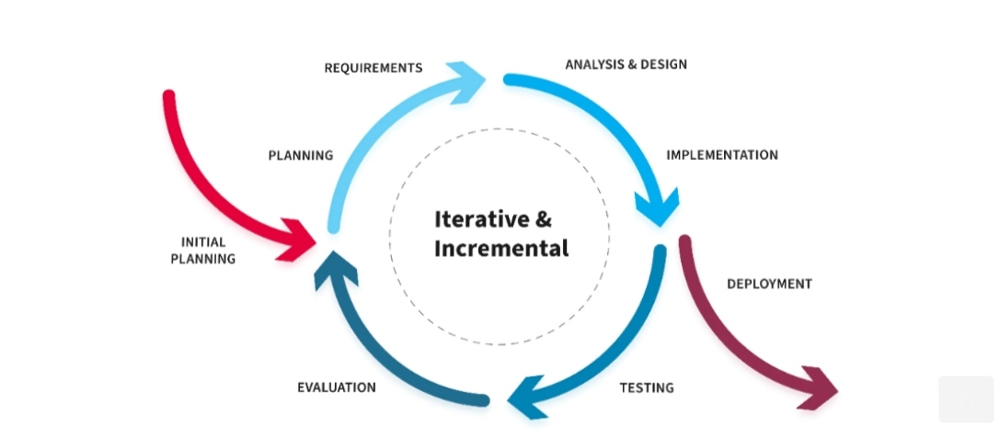 REQUIREMENTS
ANALYSIS & DESIGN
PLANNING
IMPLEMENTATION
Iterative &
Incremental
INITIAL
PLANNING
DEPLOYMENT
EVALUATION
TESTING